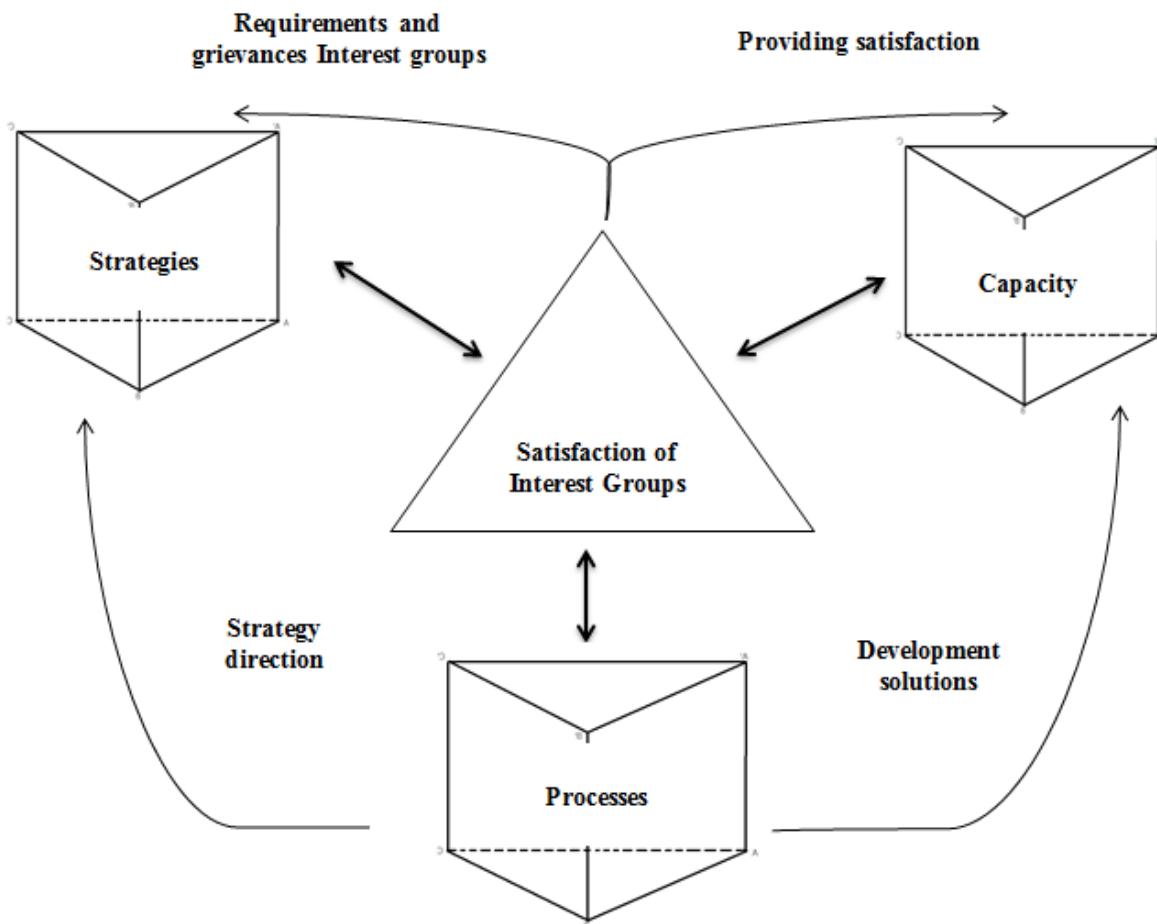 Requirements and
grievances Interest groups
Providing satisfaction
Strategies
Capacity
Satisfaction of
Interest Groups
Strategy
direction
Development
solutions
Processes